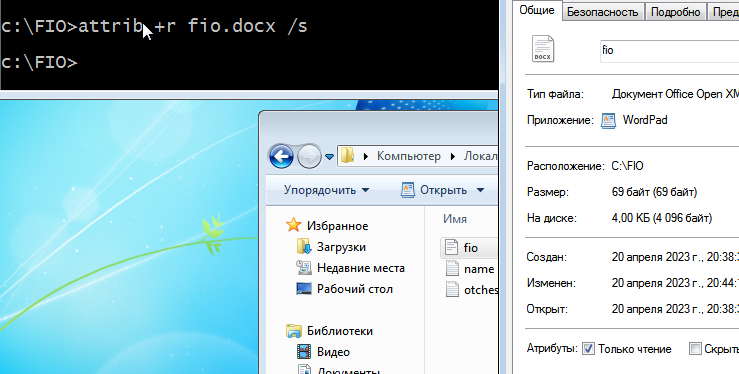 c:\FIO>attrib +r fio.docx /s
c:\FIO>
Компьютер
Локал
Упорядочить
Открыть
Избранное
Загрузки
Недавние места
Рабочий стол
Библиотеки
Видео
Документы
Имя
fio
name
otches
Общие
Безопасность
Подробно
Пред
DOCX
fio
Тип файла: Документ Office Open XM
Приложение: WordPad
Расположение: C:\FIO
Размер: 69 байт (69 байт)
На диске: 4,00 КБ (4 096 байт)
Создан: 20 апреля 2023 г., 20:38:3
Изменен: 20 апреля 2023 г., 20:44:
Открыт: 20 апреля 2023 г., 20:38:3
Атрибуты: Только чтение Скрыть